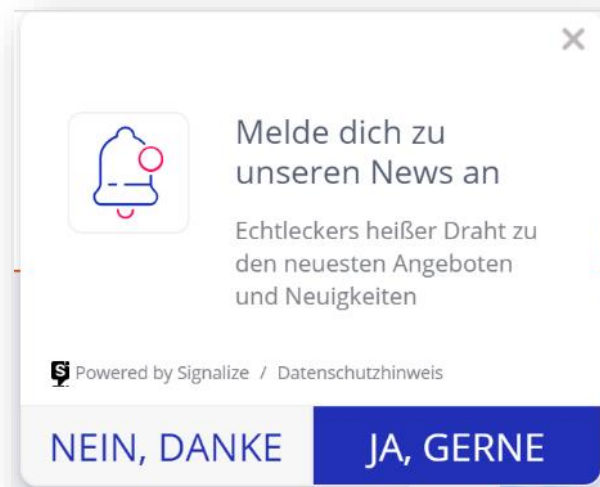 Melde dich zu
unseren News an
Echtleckers heißer Draht zu
den neuesten Angeboten
und Neuigkeiten
Powered by Signalize / Datenschutzhinweis
NEIN, DANKE
JA, GERNE